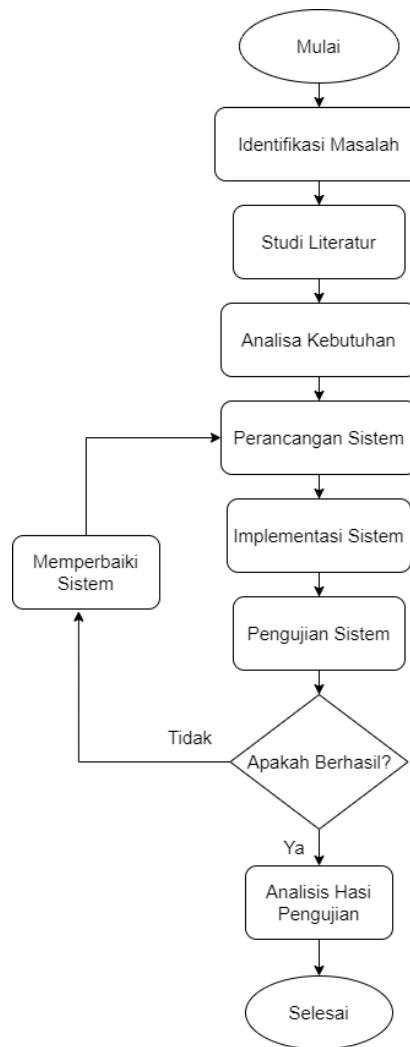 Mulai
Identifikasi Masalah
Studi Literatur
Analisa Kebutuhan
Perancangan Sistem
Implementasi Sistem
Memperbaiki
Sistem
Pengujian Sistem
Tidak
Apakah Berhasil?
Ya
Analisis Hasi
Pengujian
Selesai